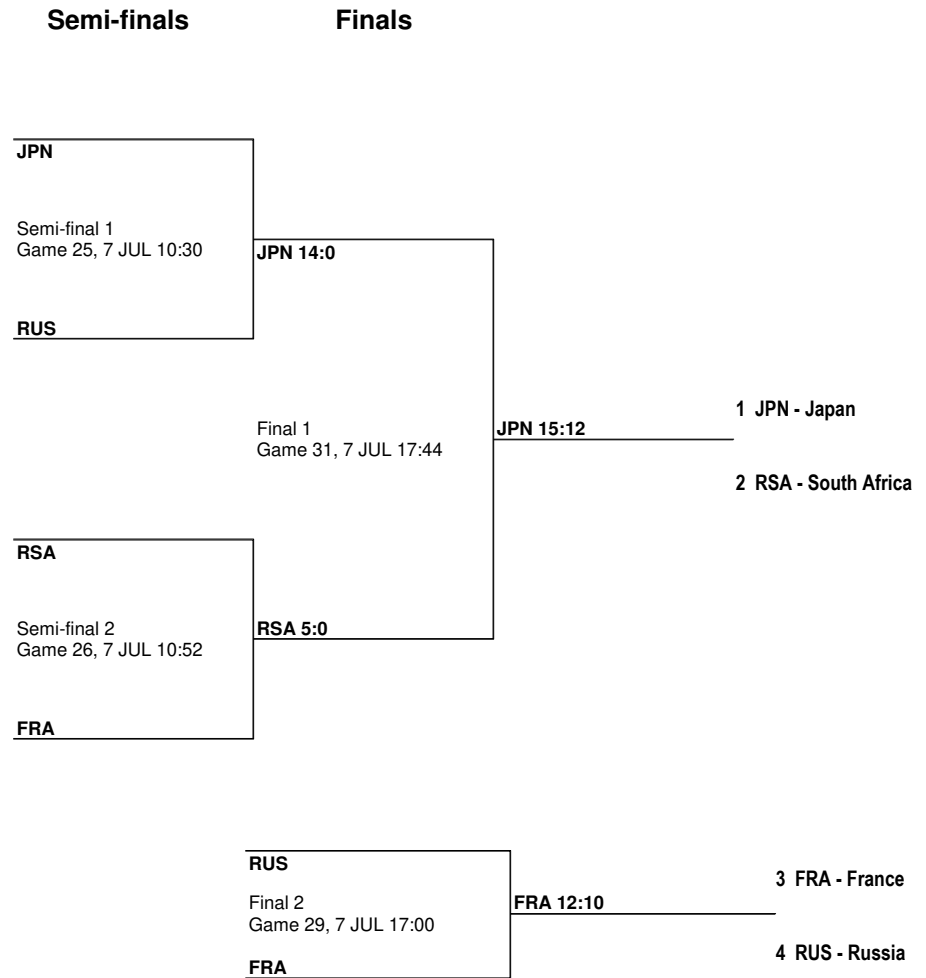 Semi-finals Finals
JPN
Semi-final 1
Game 25, 7 JUL 10:30
JPN 14:0
RUS
Final 1
Game 31, 7 JUL 17:44
JPN 15:12
1 JPN - Japan
2 RSA - South Africa
RSA
Semi-final 2
Game 26, 7 JUL 10:52
RSA 5:0
FRA
RUS
Final 2
Game 29, 7 JUL 17:00
FRA 12:10
3 FRA - France
4 RUS - Russia
FRA